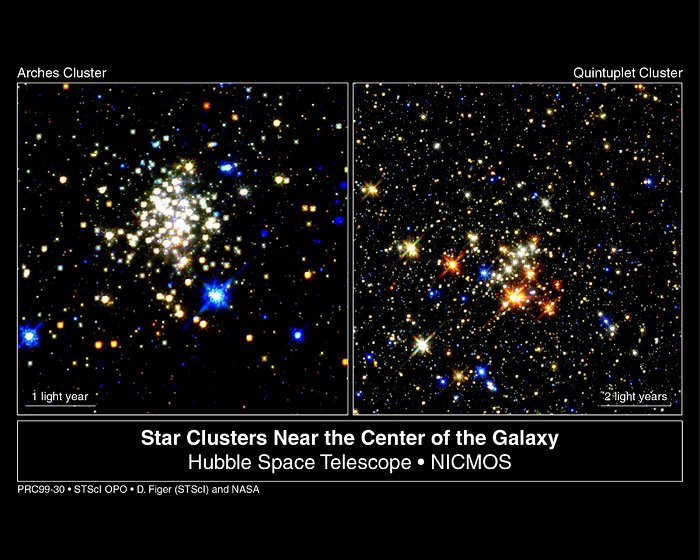 Arches Cluster
Quintuplet Cluster
1 light year
2 light years
Star Clusters Near the Center of the Galaxy
Hubble Space Telescope • NICMOS
PRC99-30 • STScI OPO • D. Figer (STScI) and NASA